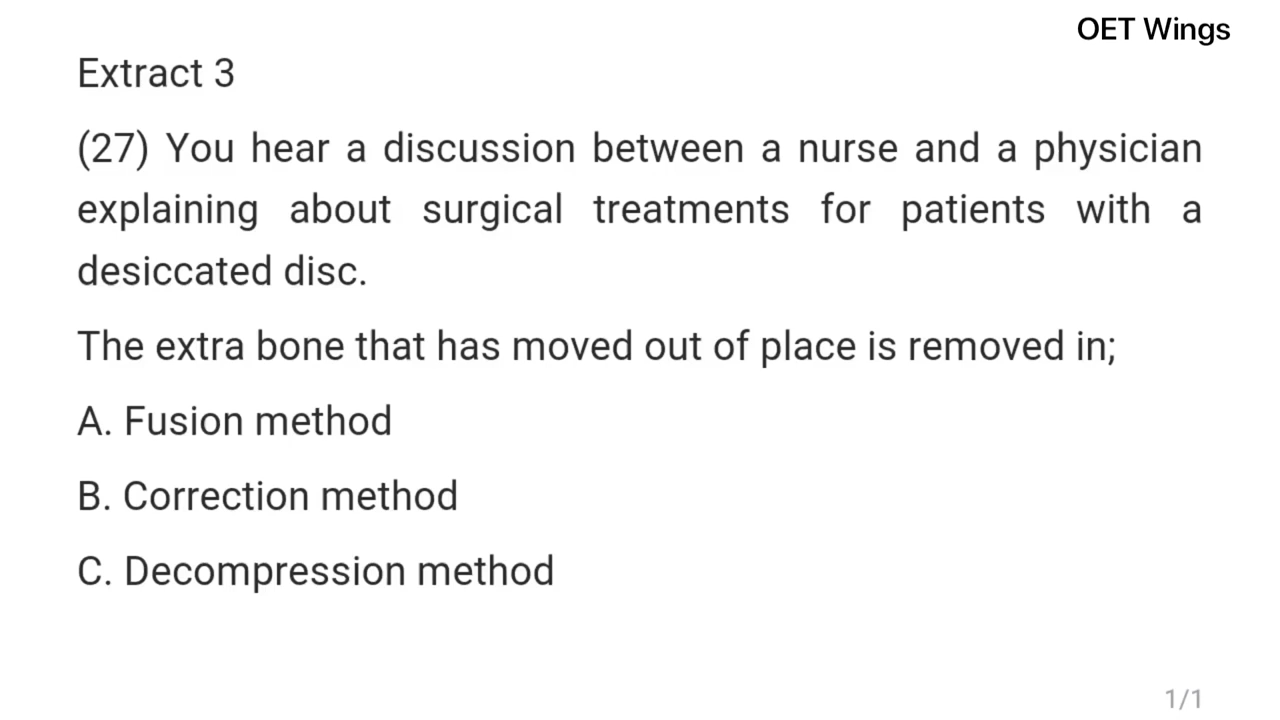 OET Wings
Extract 3
(27) You hear a discussion between a nurse and a physician
explaining about surgical treatments for patients with a
desiccated disc.
The extra bone that has moved out of place is removed in;
A. Fusion method
B. Correction method
C. Decompression method
1/1